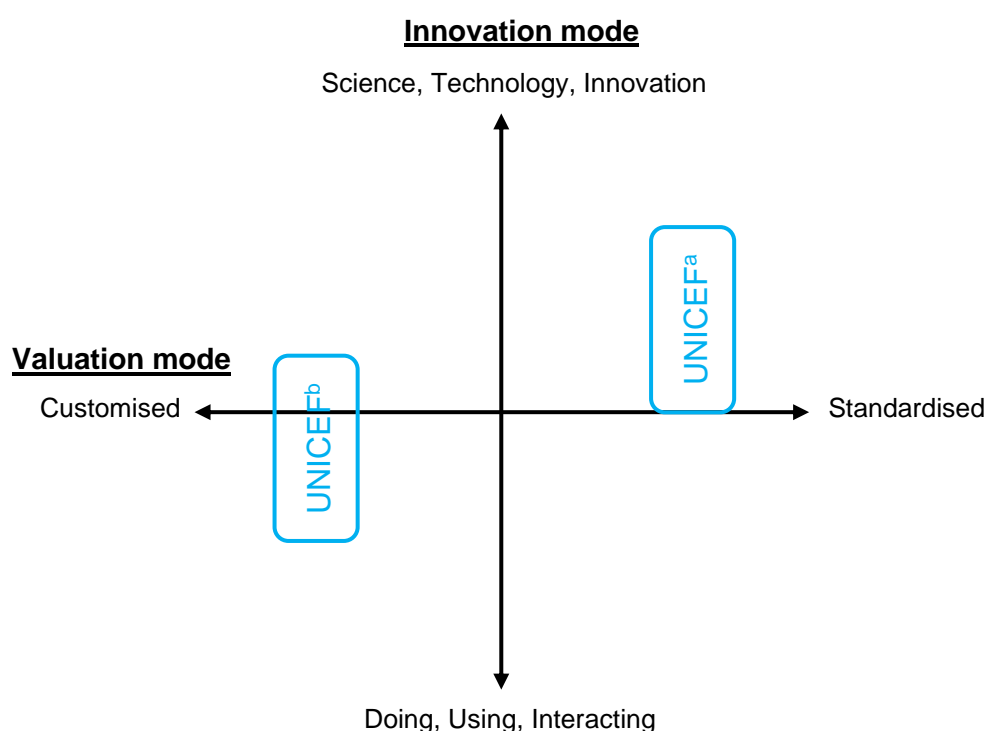 Innovation mode
Science, Technology, Innovation
UNICEFᵃ
Valuation mode
Customised
UNICEFᵇ
Standardised
Doing, Using, Interacting